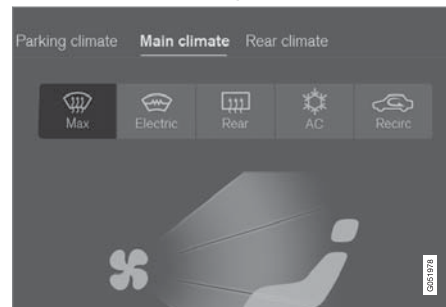 Parking climate Main climate Rear climate
Max Electric Rear AC Recirc
G051978